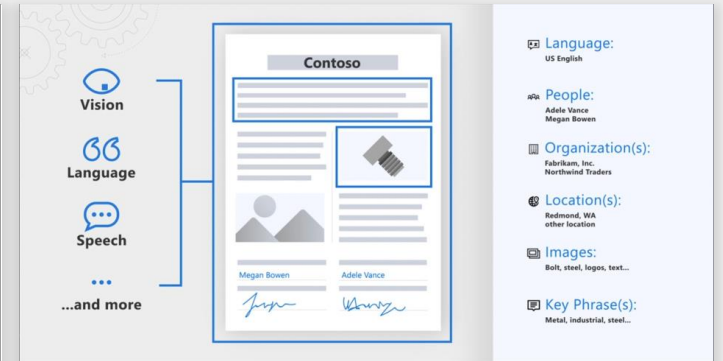 Vision
Language
Speech
...and more
Contoso
Megan Bowen
Adele Vance
Language:
US English
People:
Adele Vance
Megan Bowen
Organization(s):
Fabrikam, Inc.
Northwind Traders
Location(s):
Redmond, WA
other location
Images:
Bolt, steel, logos, text...
Key Phrase(s):
Metal, industrial, steel...